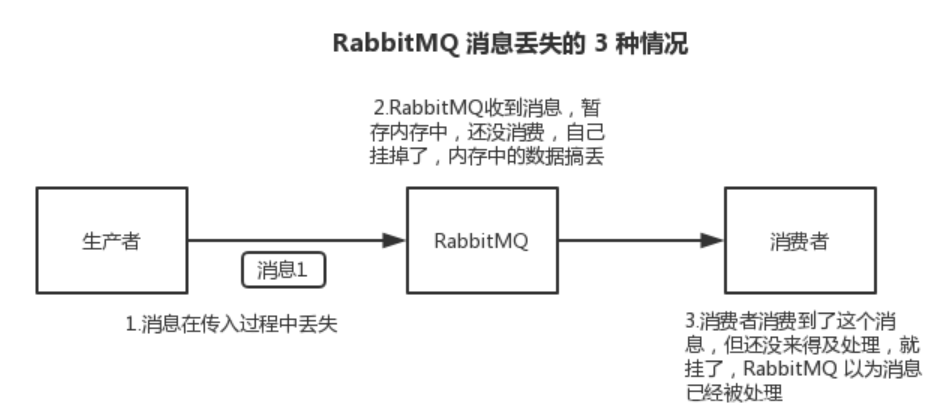 RabbitMQ 消息丢失的 3 种情况
2.RabbitMQ收到消息，暂
存内存中，还没消费，自己
挂掉了，内存中的数据搞丢
生产者
消息1
RabbitMQ
消费者
1.消息在传入过程中丢失
3.消费者消费到了这个消
息，但还没来得及处理，就
挂了，RabbitMQ 以为消息
已经被处理